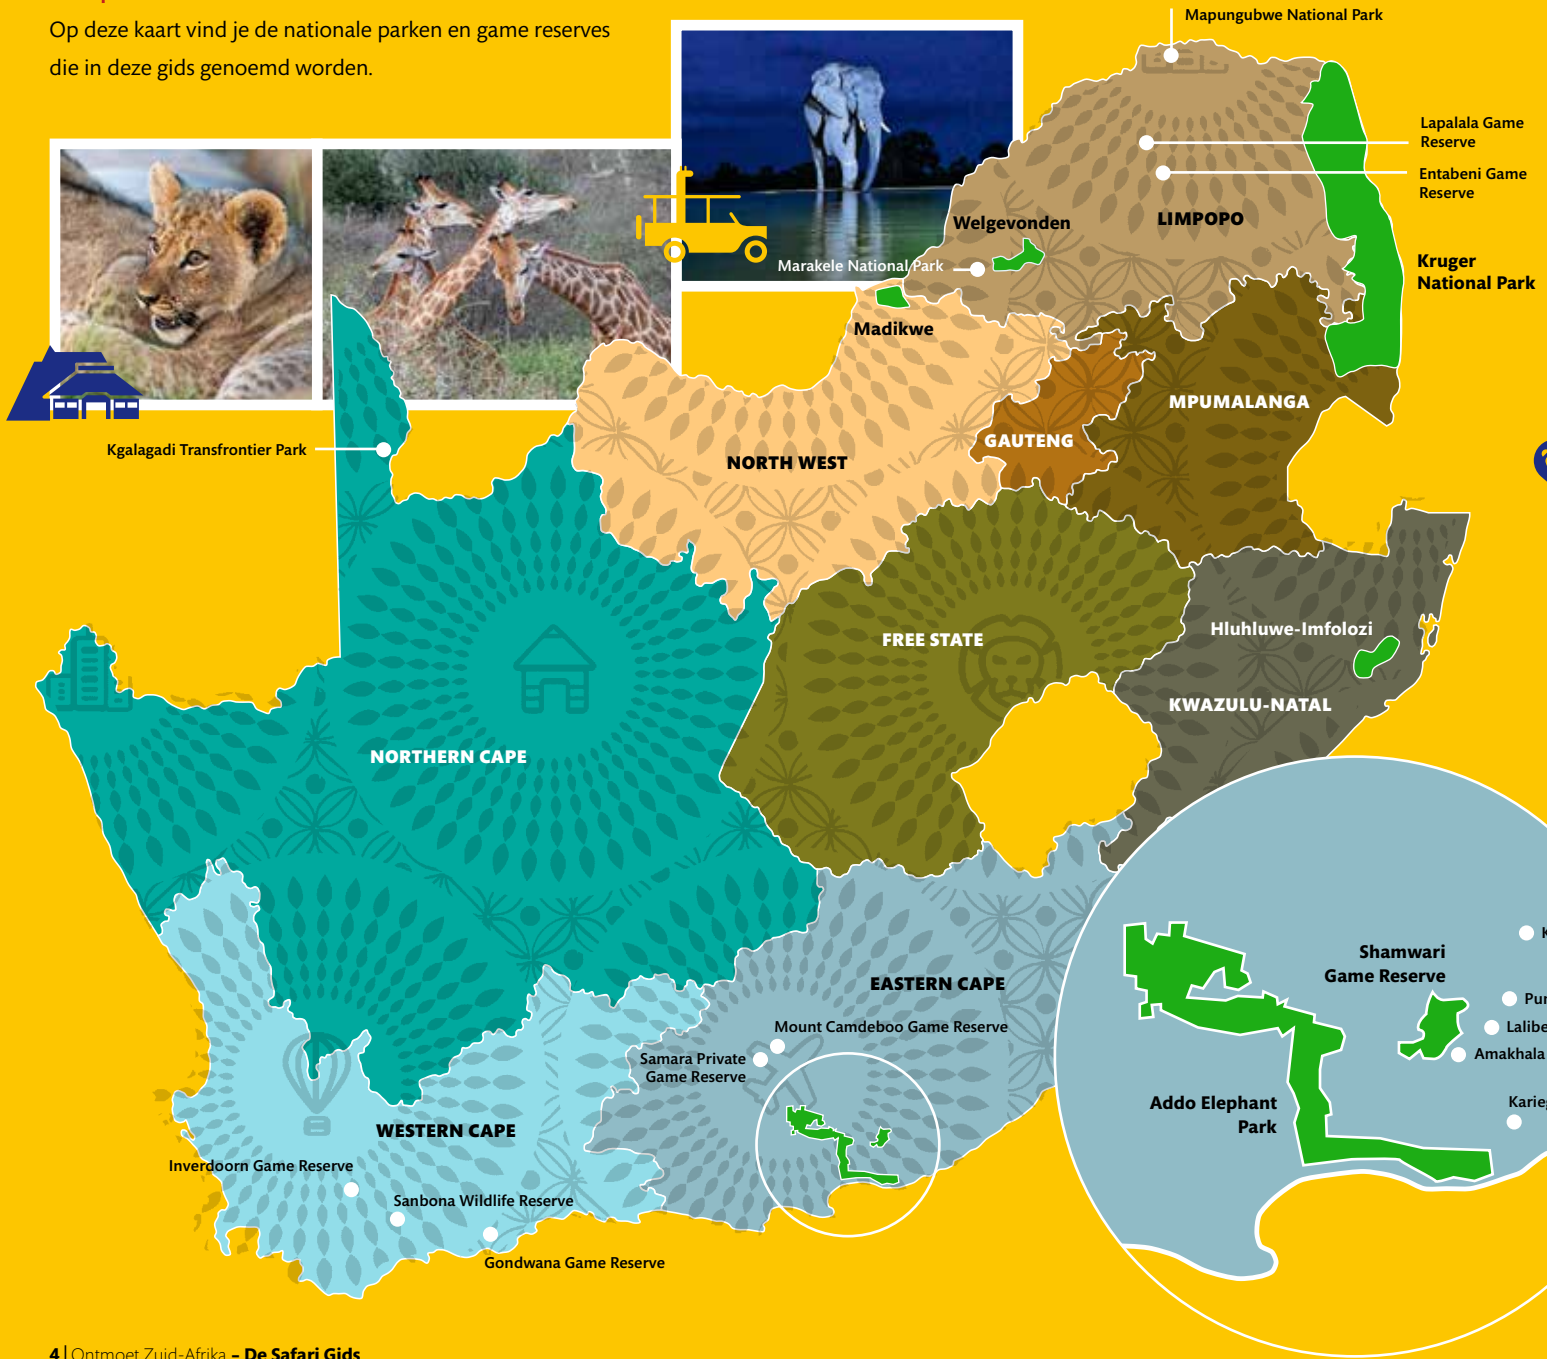 Op deze kaart vind je de nationale parken en game reserves
die in deze gids genoemd worden.
Mapungubwe National Park
Lapalala Game
Reserve
Entabeni Game
Reserve
LIMPOPO
Welgevonden
Marakele National Park
Kruger
National Park
Madikwe
MPUMALANGA
GAUTENG
NORTH WEST
Kgalagadi Transfrontier Park
FREE STATE
Hluhluwe-Imfolozi
KWAZULU-NATAL
NORTHERN CAPE
EASTERN CAPE
Mount Camdeboo Game Reserve
Samara Private
Game Reserve
Shamwari
Game Reserve
K
Pur
Lalibe
Amakhala
Addo Elephant
Park
Karie
WESTERN CAPE
Inverdoorn Game Reserve
Sanbona Wildlife Reserve
Gondwana Game Reserve
4 | Ontmoet Zuid-Afrika – De Safari Gids